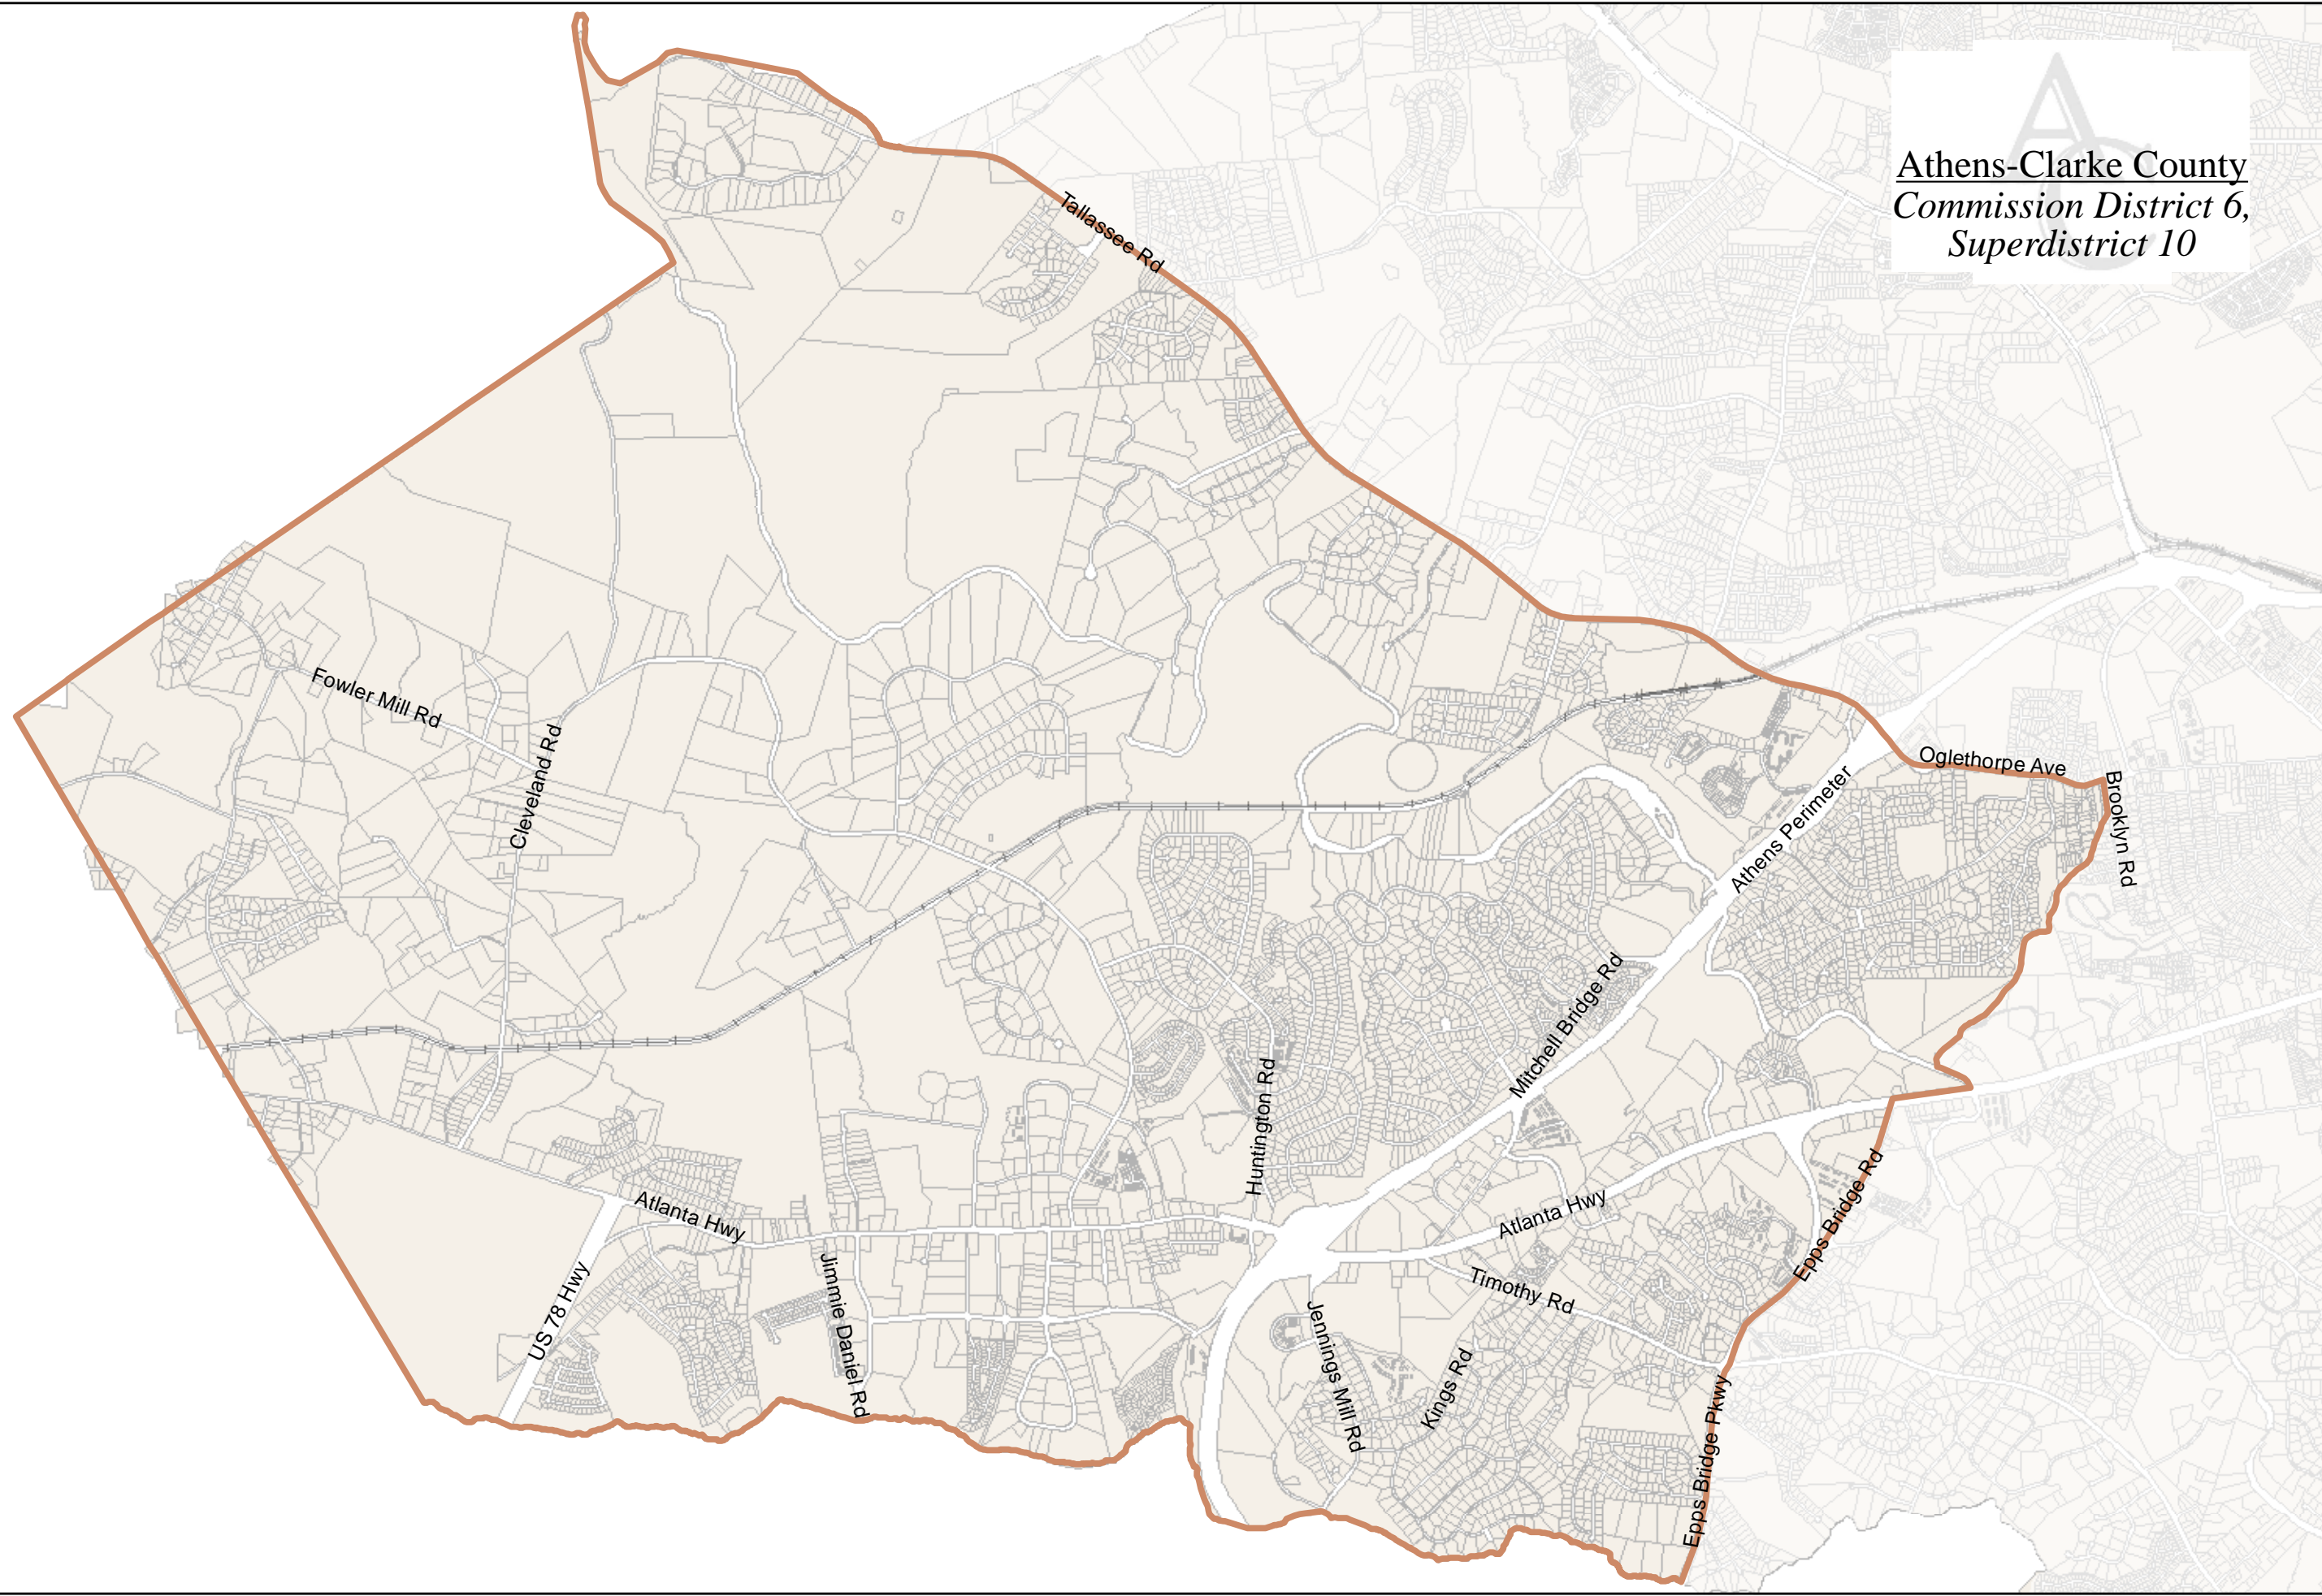 Athens-Clarke County
Commission District 6,
Superdistrict 10
Tallassee Rd
Fowler Mill Rd
Cleveland Rd
Oglethorpe Ave
Brooklyn Rd
Athens Perimeter
Mitchell Bridge Rd
Huntington Rd
Atlanta Hwy
Atlanta Hwy
Epps Bridge Rd
US 78 Hwy
Jimmie Daniel Rd
Timothy Rd
Jennings Mill Rd
Kings Rd
Epps Bridge Pkwy